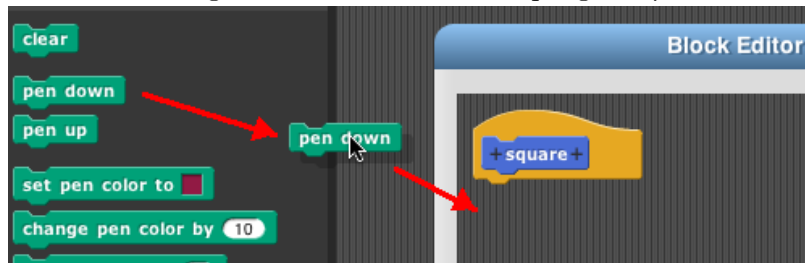 clear
pen down
pen up
set pen color to
change pen color by 10
pen down
Block Editor
+ square +